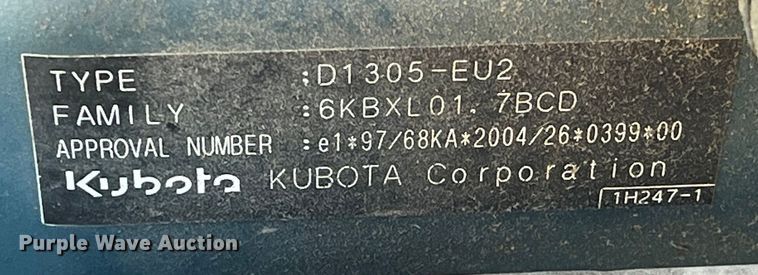 TYPE :D1305-EU2
FAMILY :6KBXL01.7BCD
APPROVAL NUMBER :e1*97/68KA*2004/26*0399*00
Kubota KUBOTA Corporation
1H247-1
Purple Wave Auction